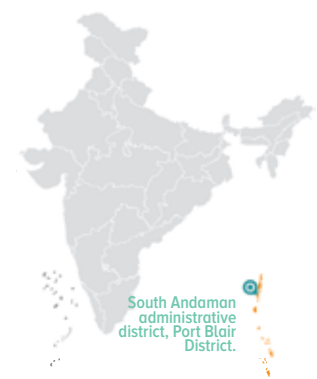 South Andaman
administrative
district, Port Blair
District.